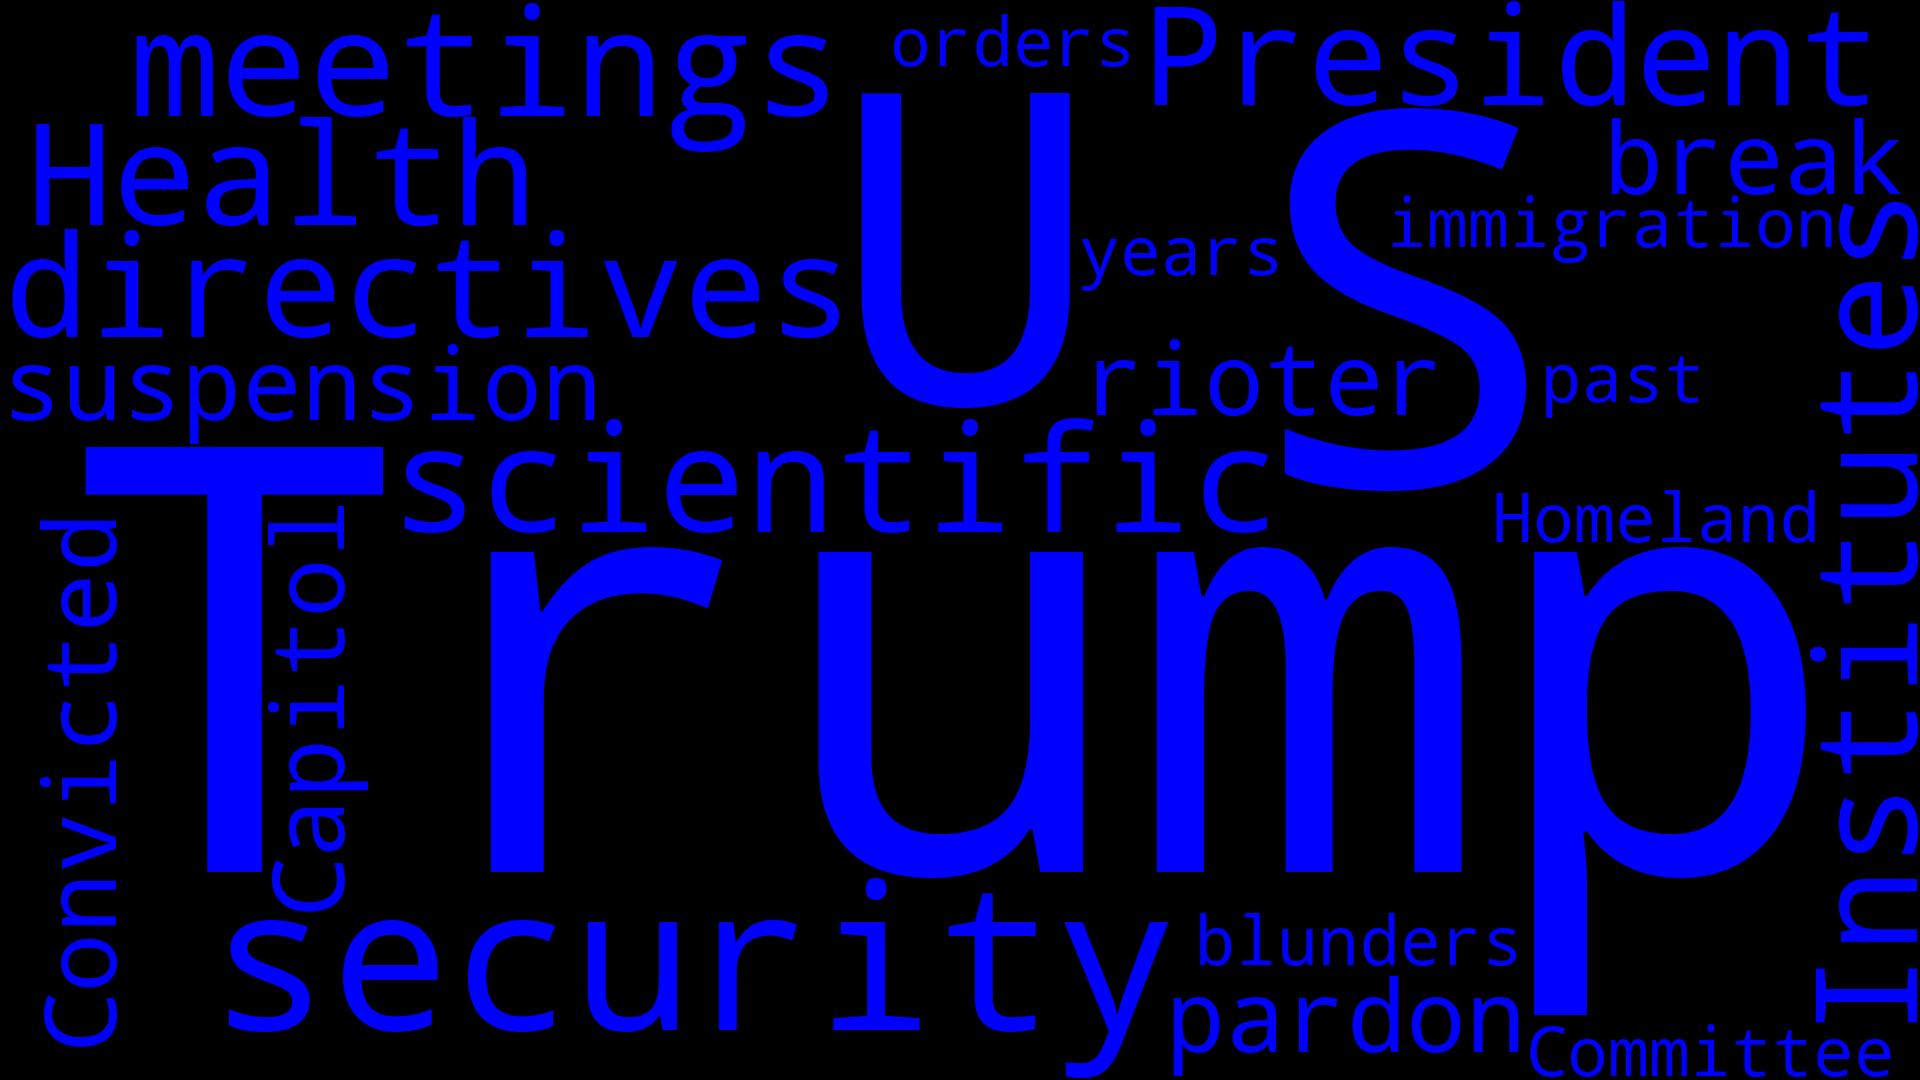 meetings
orders
President
Health
U S
break
immigration
years
directives
suspension
rioter
past
scientific
Homeland
Trump
Convicted
Capitol
Institutes
security
blunders
pardon
Committee